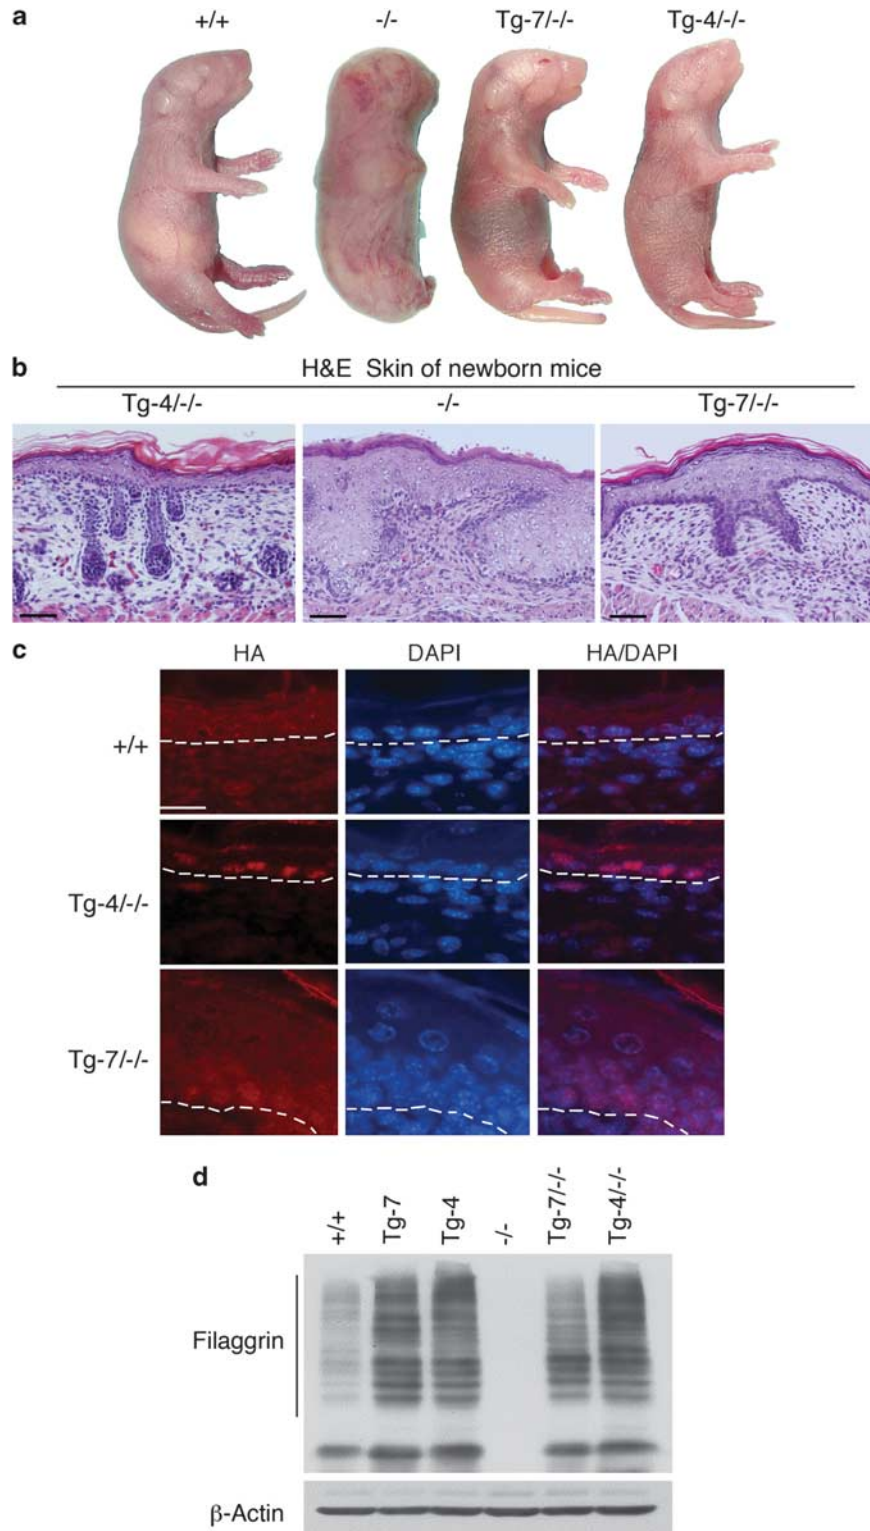 a
+/+ -/- Tg-7/-/- Tg-4/-/-
b
H&E Skin of newborn mice
Tg-4/-/- -/- Tg-7/-/-
c
HA DAPI HA/DAPI
+/+
Tg-4/-/-
Tg-7/-/-
d
+/+ Tg-7 Tg-4 -/- Tg-7/-/- Tg-4/-/-
Filaggrin
β-Actin